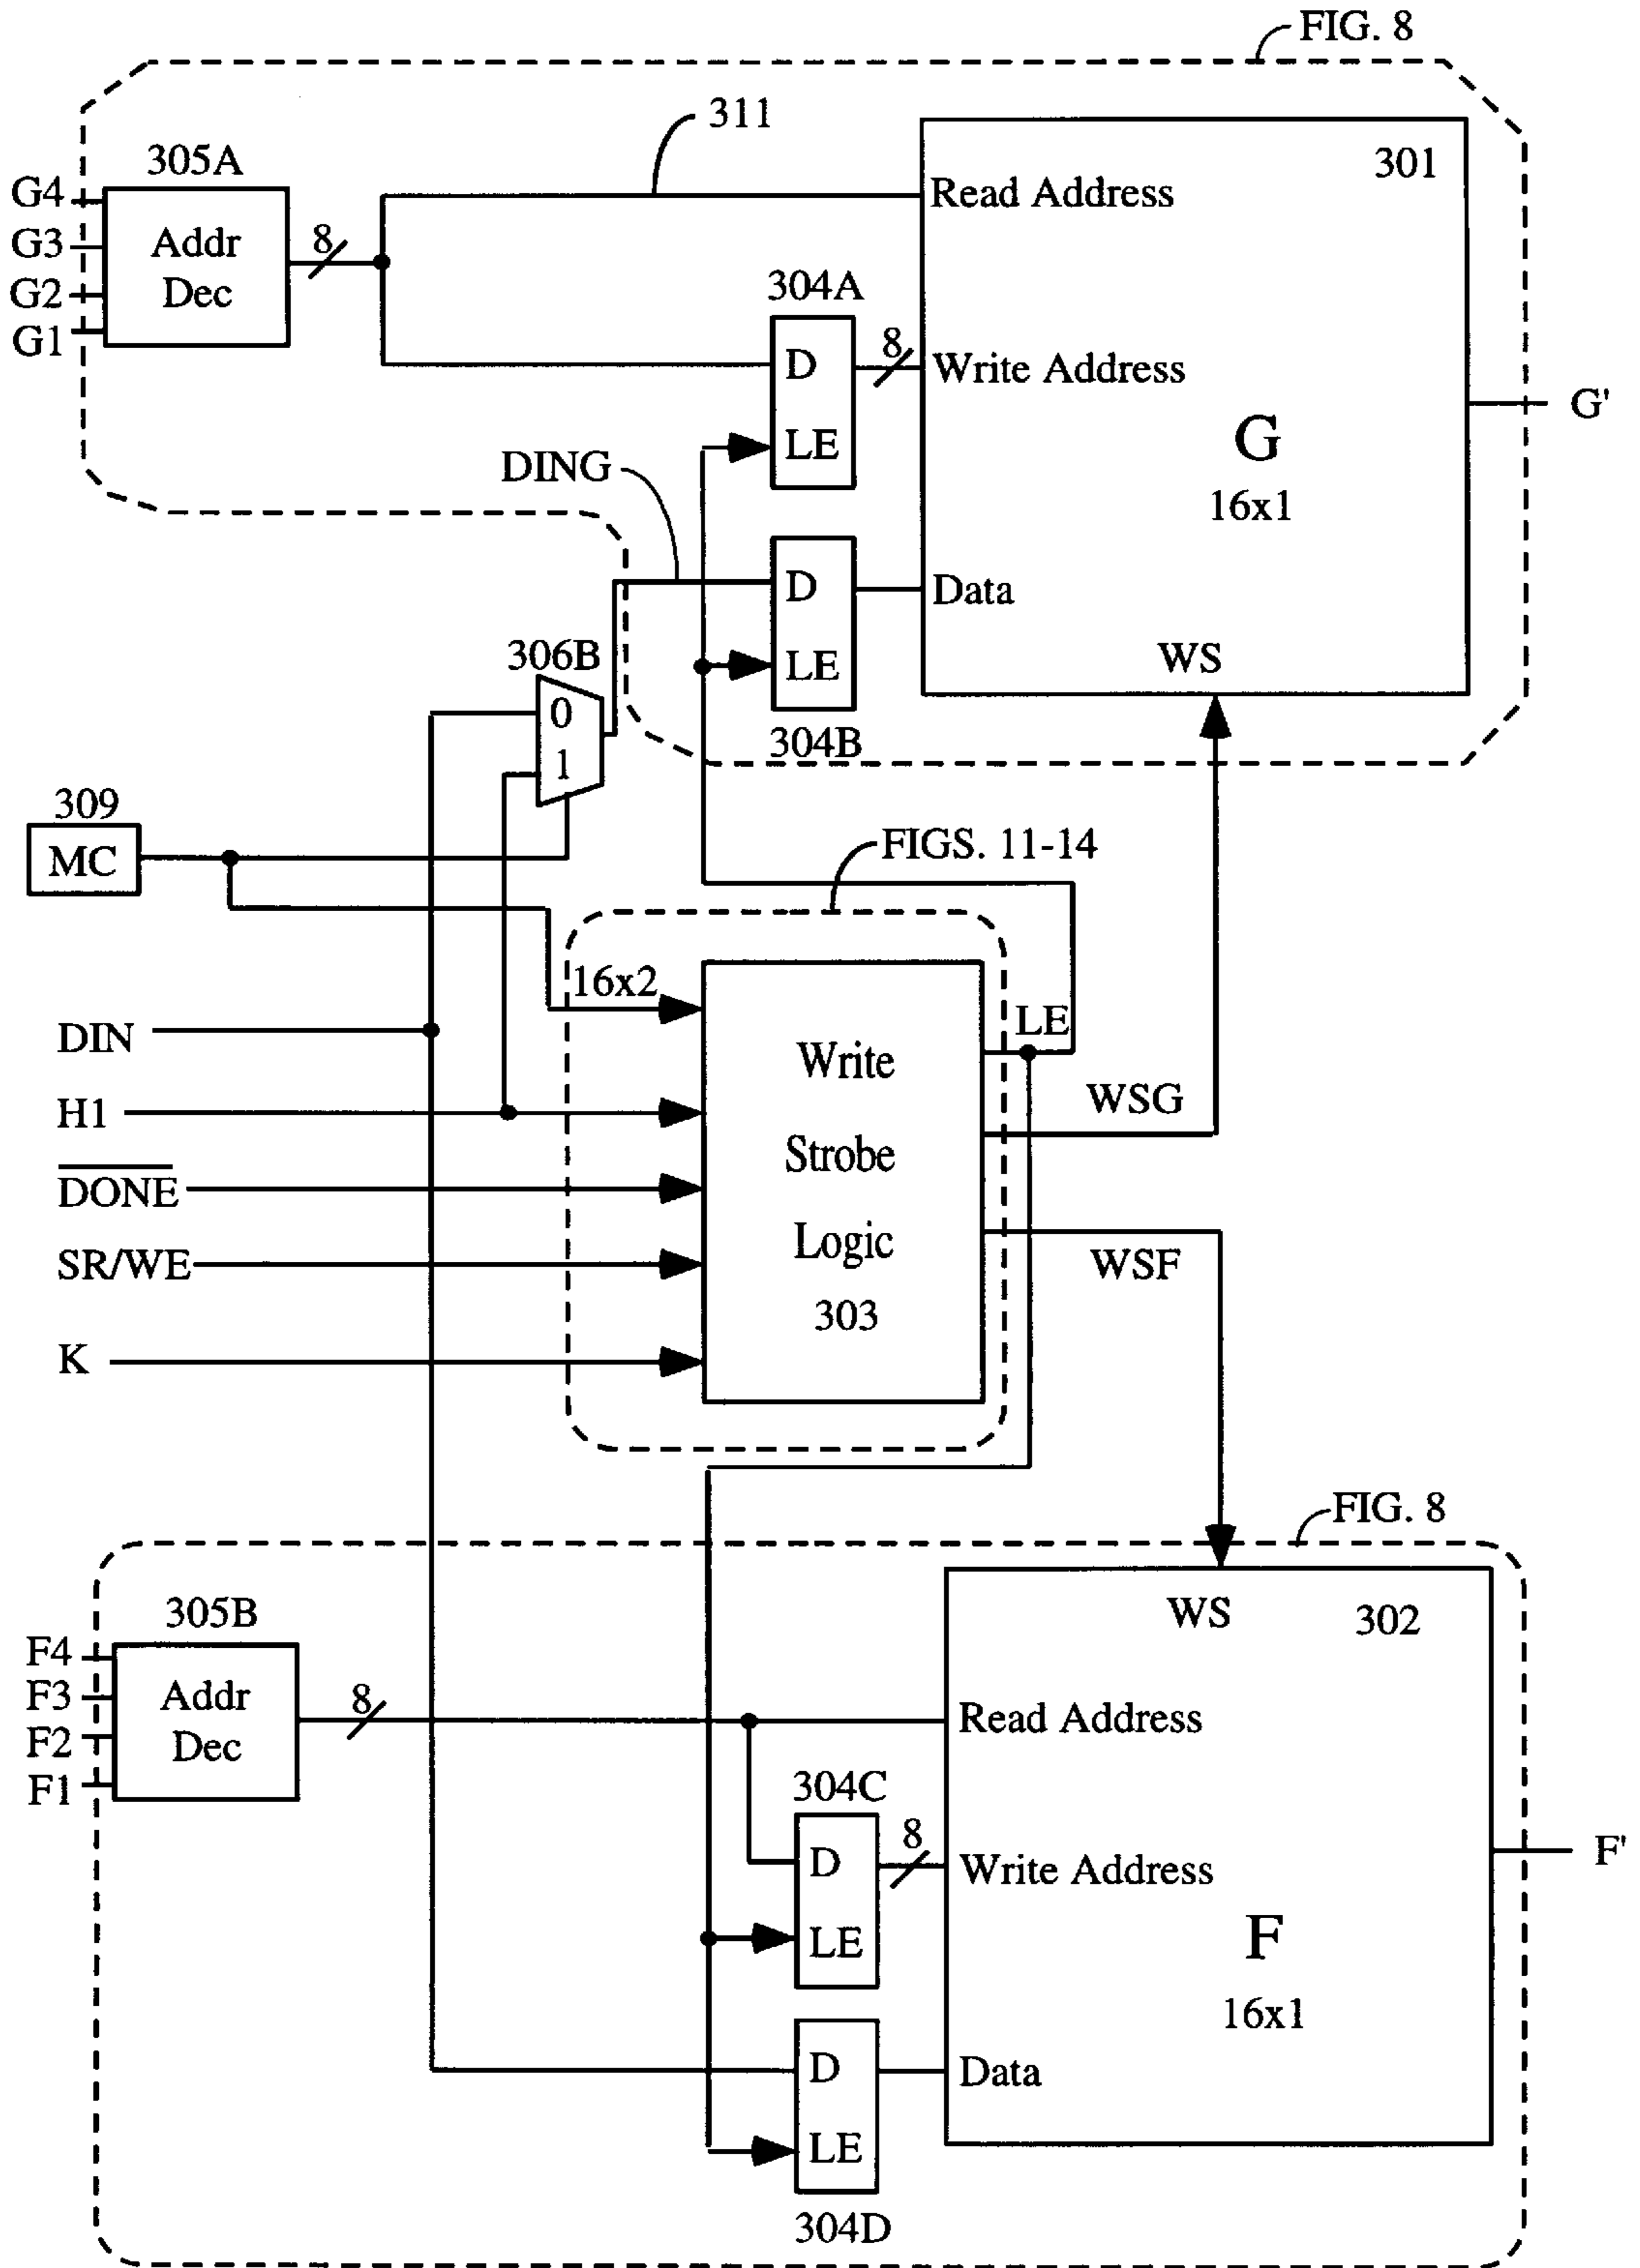 FIG. 8
311
305A
301
G4
G3
G2
G1
Addr
Dec
8
Read Address
304A
D
LE
8
Write Address
G'
G
16x1
DING
D
LE
Data
WS
304B
306B
0
1
309
MC
FIGS. 11-14
16x2
DIN
H1
DONE
SR/WE
K
Write
Strobe
Logic
303
LE
WSG
WSF
FIG. 8
305B
WS
302
F4
F3
F2
F1
Addr
Dec
8
Read Address
304C
D
LE
8
Write Address
F'
F
16x1
D
LE
Data
304D